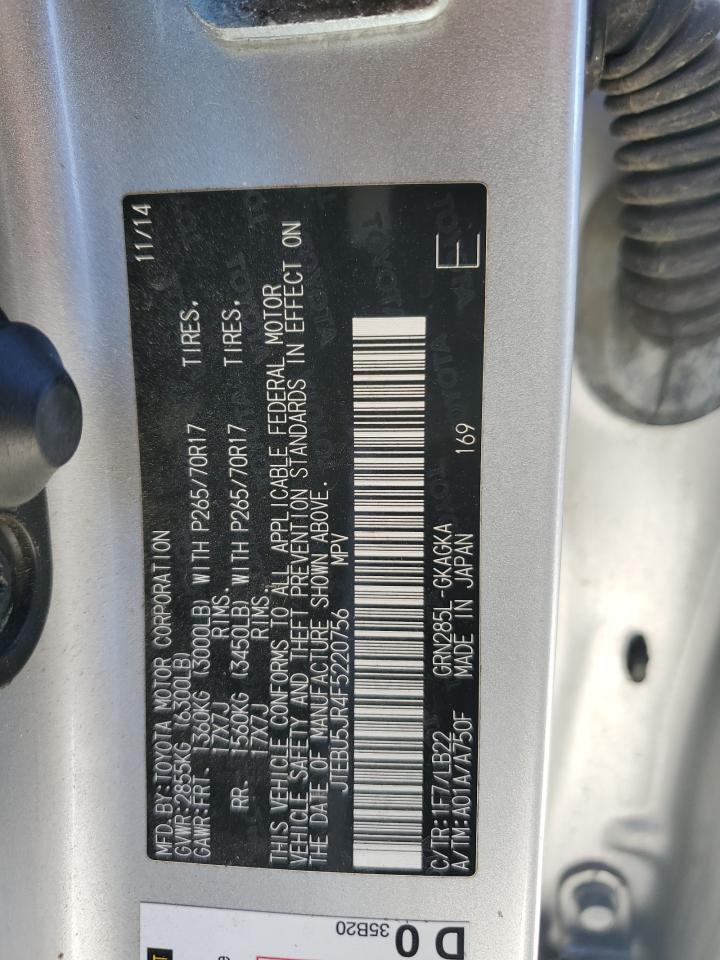 MFD.BY:TOYOTA MOTOR CORPORATION 11/14
GVWR:2855KG (6300LB)
GAWR:FRT. 1360KG (3000LB) WITH P265/70R17 TIRES.
17X7J RIMS.
RR. 1560KG (3450LB) WITH P265/70R17 TIRES.
17X7J RIMS.
THIS VEHICLE CONFORMS TO ALL APPLICABLE FEDERAL MOTOR
VEHICLE SAFETY AND THEFT PREVENTION STANDARDS IN EFFECT ON
THE DATE OF MANUFACTURE SHOWN ABOVE.
JTEBU5JR4F5220756 MPV
169
E
C/TR:1F7/LB22 GRN285L-GKAGKA
A/TM:A01A/A750F MADE IN JAPAN
35B20
D 0